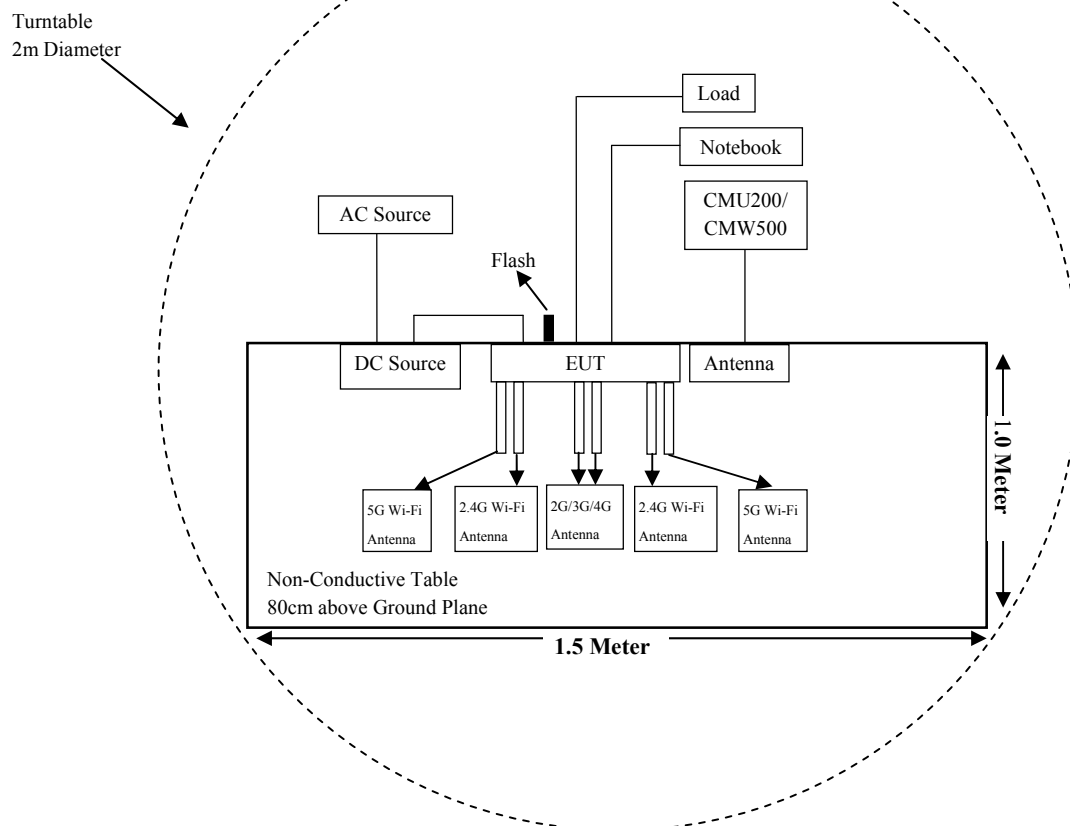 Turntable
2m Diameter
Load
Notebook
CMU200/
CMW500
AC Source
Flash
DC Source
EUT
Antenna
1.0 Meter
5G Wi-Fi
Antenna
2.4G Wi-Fi
Antenna
2G/3G/4G
Antenna
2.4G Wi-Fi
Antenna
5G Wi-Fi
Antenna
Non-Conductive Table
80cm above Ground Plane
1.5 Meter